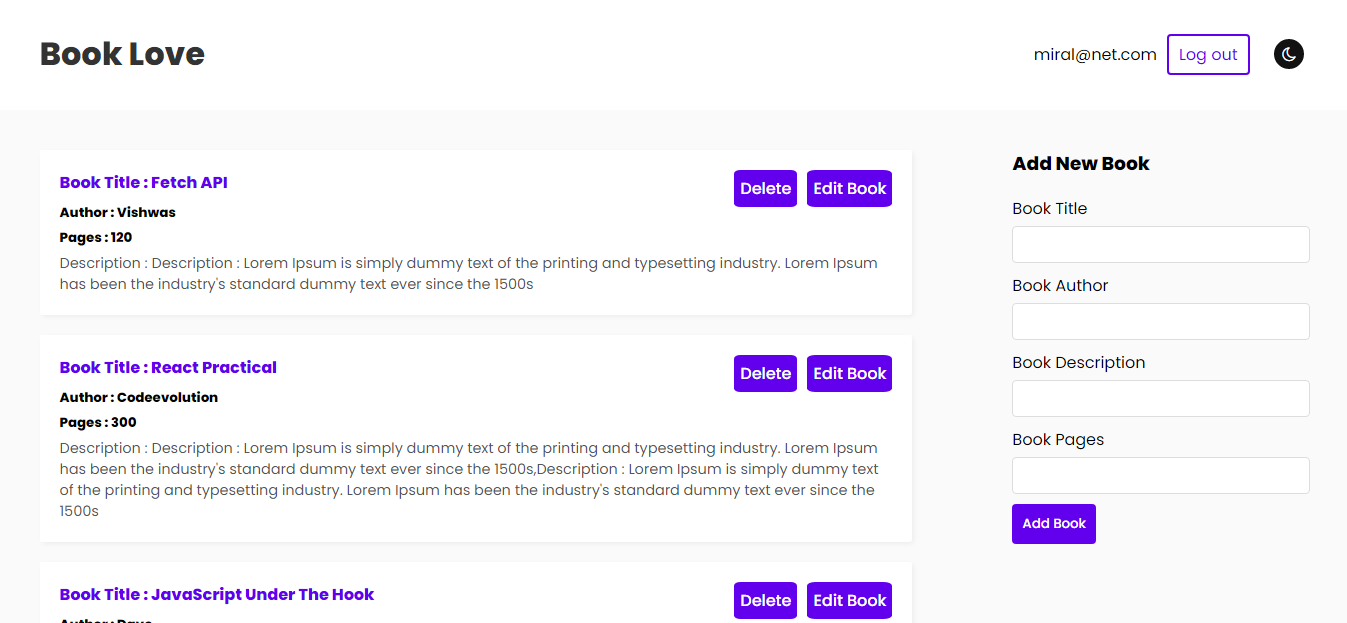 Book Love
miral@net.com
Log out
Book Title : Fetch API
Delete
Edit Book
Author : Vishwas
Pages : 120
Description : Description : Lorem Ipsum is simply dummy text of the printing and typesetting industry. Lorem Ipsum
has been the industry's standard dummy text ever since the 1500s
Book Title : React Practical
Delete
Edit Book
Author : Codeevolution
Pages : 300
Description : Description : Lorem Ipsum is simply dummy text of the printing and typesetting industry. Lorem Ipsum
has been the industry's standard dummy text ever since the 1500s,Description : Lorem Ipsum is simply dummy text
of the printing and typesetting industry. Lorem Ipsum has been the industry's standard dummy text ever since the
1500s
Book Title : JavaScript Under The Hook
Delete
Edit Book
Author : Dave
Add New Book
Book Title
Book Author
Book Description
Book Pages
Add Book